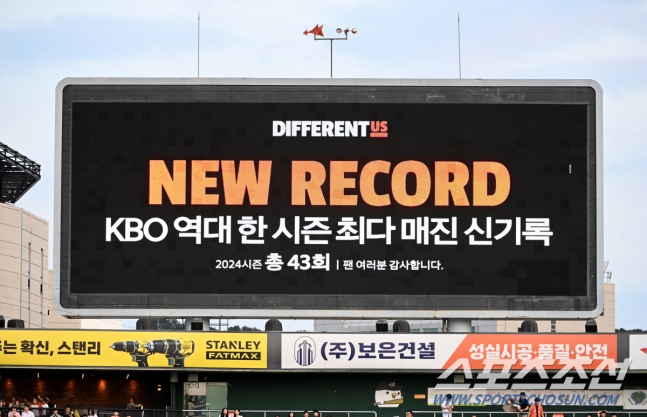 DIFFERENT US
NEW RECORD
KBO 역대 한 시즌 최다 매진 신기록
2024시즌 총 43회 | 팬 여러분 감사합니다.
는 확신, 스탠리 STANLEY FATMAX (주)보은건설 성실시공·품질·안전
스포츠조선
WWW.SPORTSCHOSUN.COM